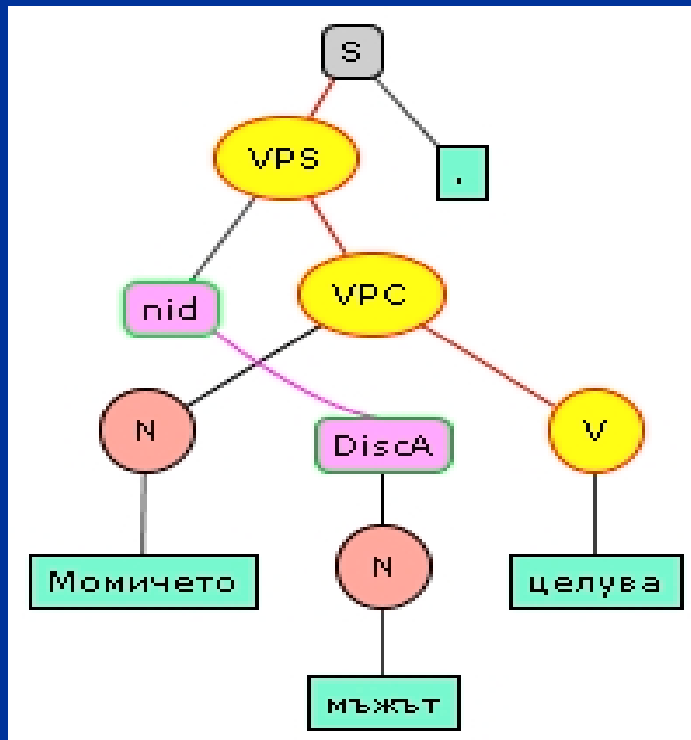 S
VPS
.
nid
VPC
N
DiscA
V
N
Момичето
целува
мъжът